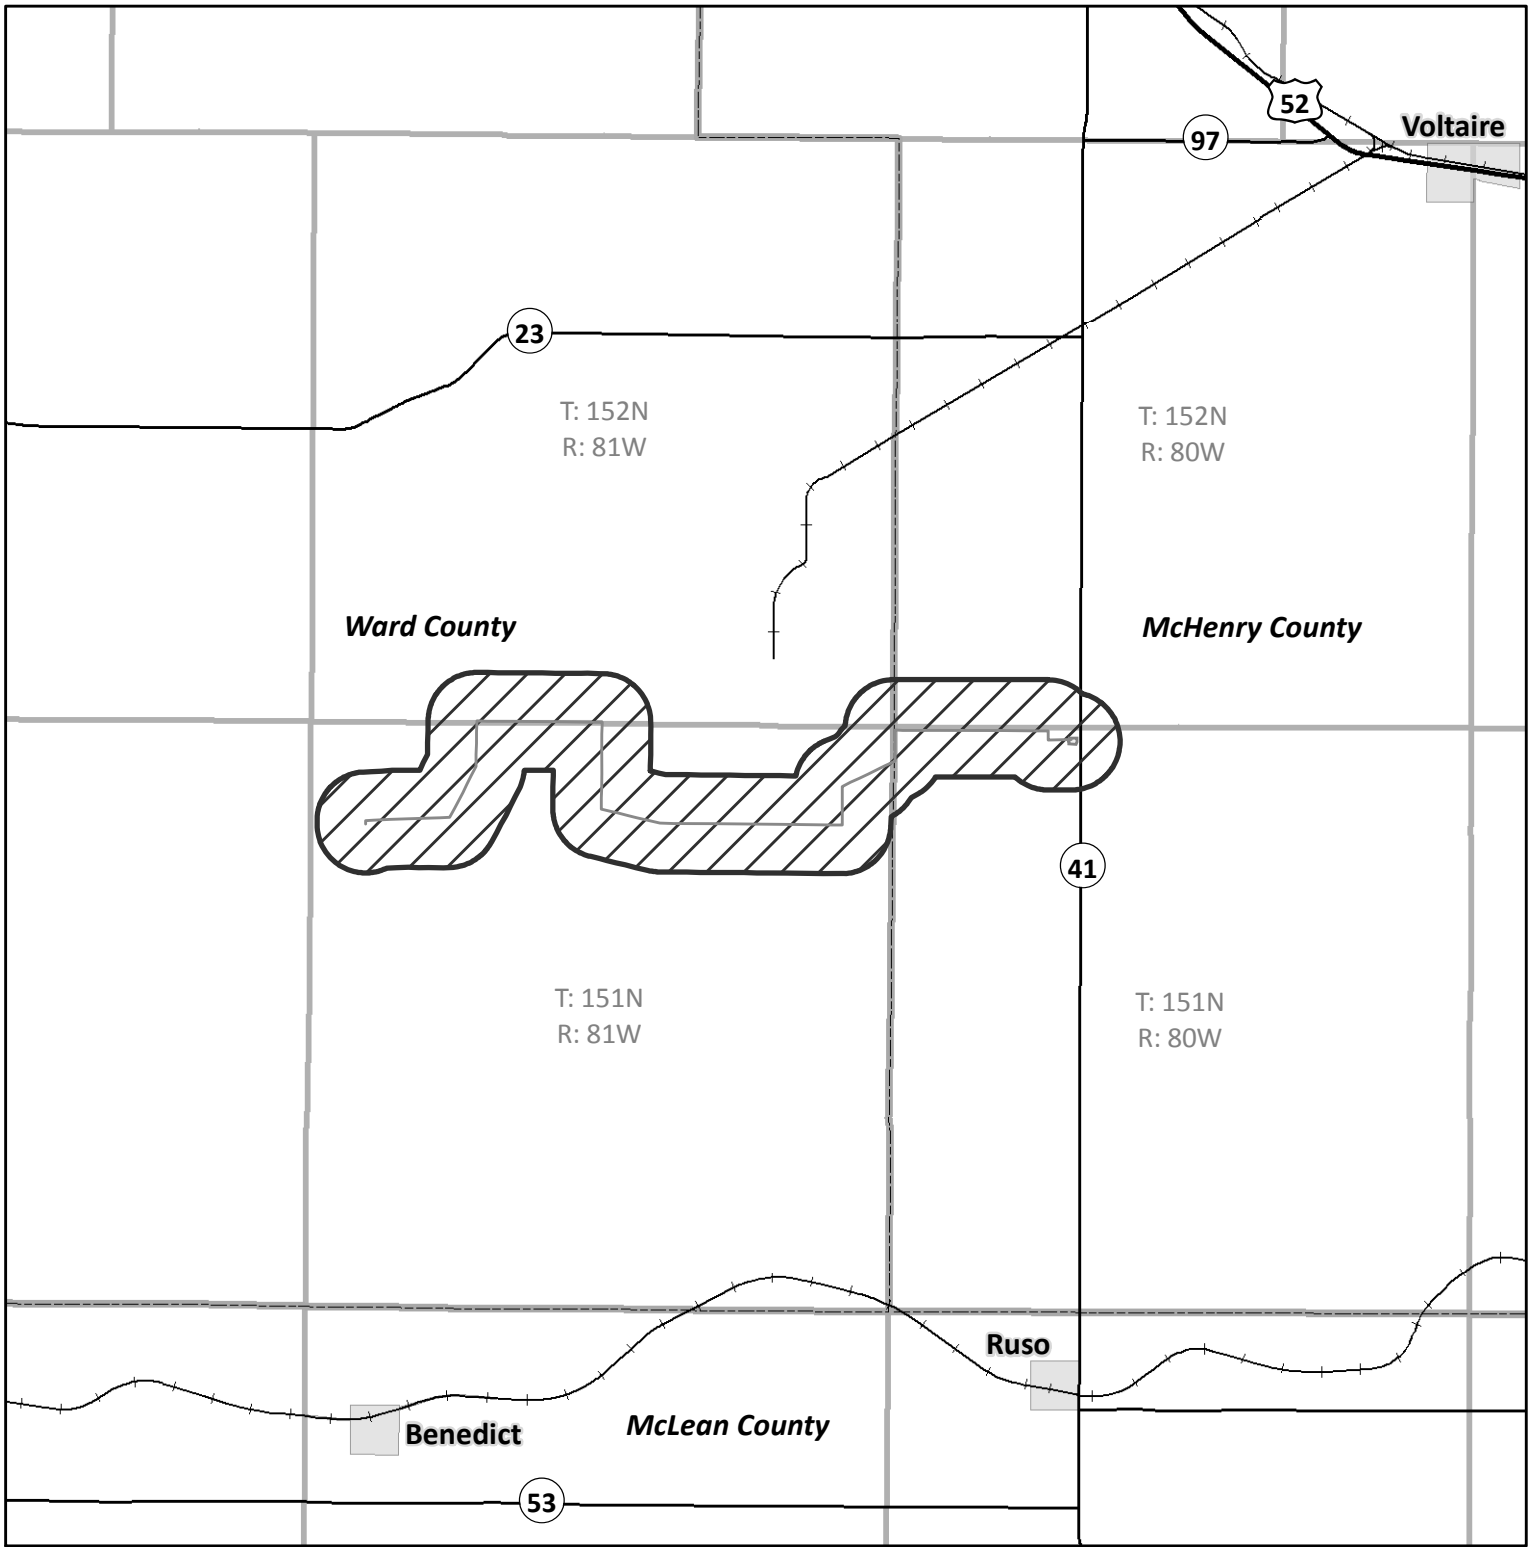 52
Voltaire
97
23
T: 152N
R: 81W
T: 152N
R: 80W
Ward County
McHenry County
41
T: 151N
R: 81W
T: 151N
R: 80W
Ruso
Benedict
McLean County
53